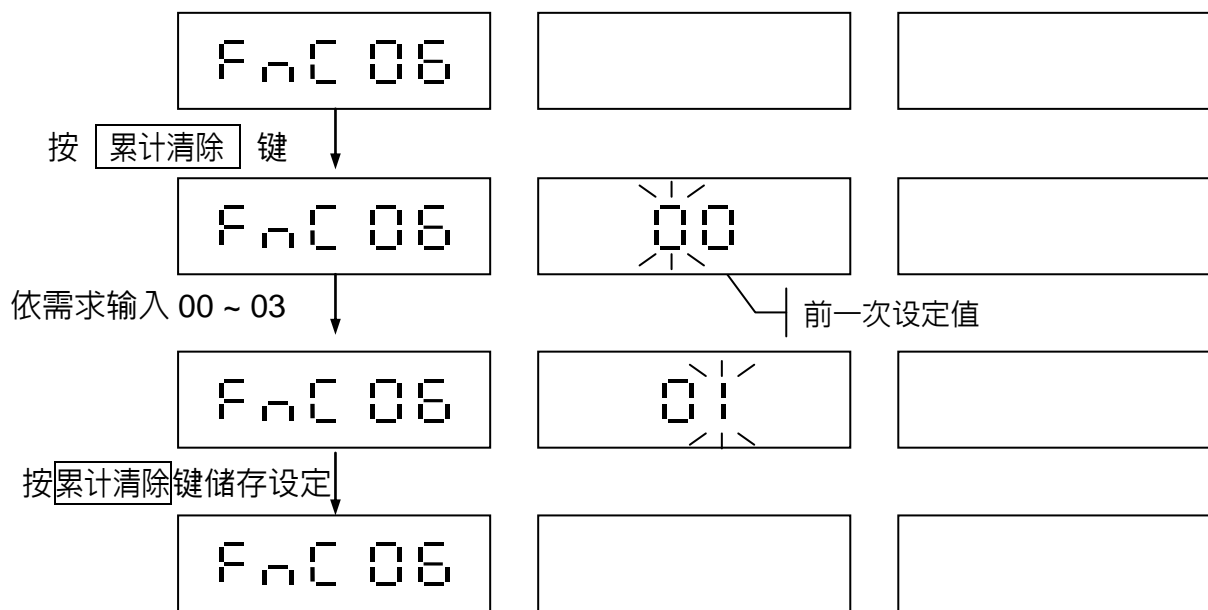 FnC 06
按 累计清除 键
FnC 06 00
依需求输入 00 ~ 03
前一次设定值
FnC 06 01
按累计清除键储存设定
FnC 06